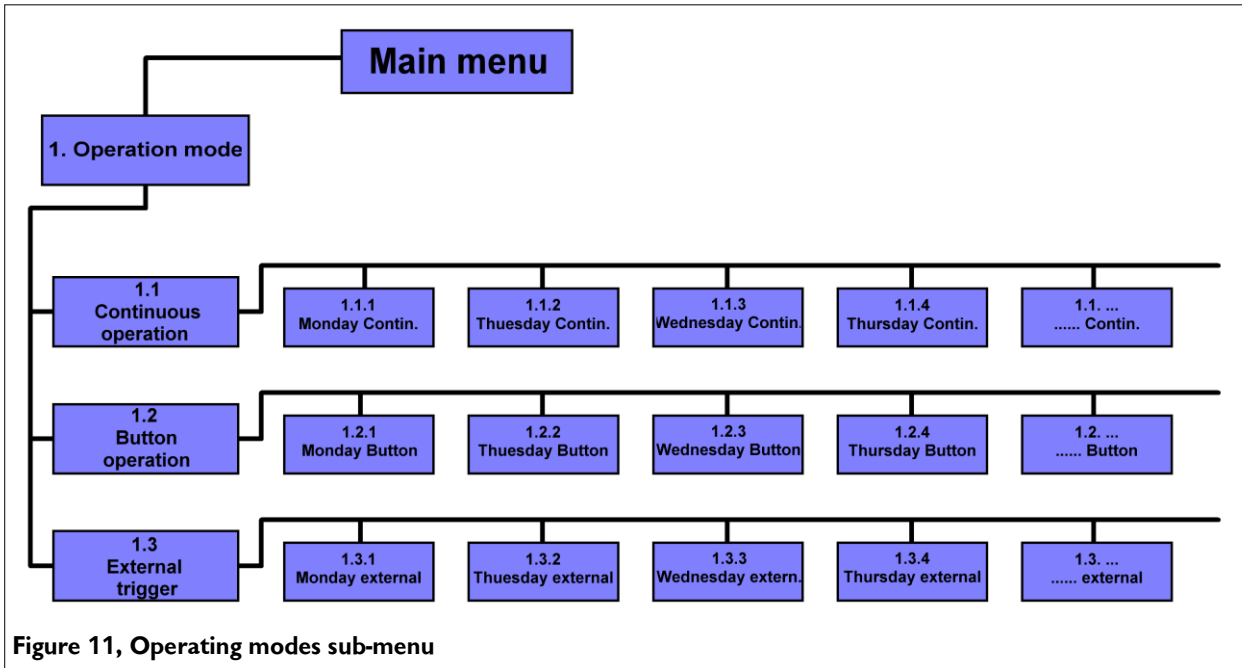 Main menu
1. Operation mode
1.1
Continuous
operation
1.1.1
Monday Contin.
1.1.2
Thuesday Contin.
1.1.3
Wednesday Contin.
1.1.4
Thursday Contin.
1.1. ...
...... Contin.
1.2
Button
operation
1.2.1
Monday Button
1.2.2
Thuesday Button
1.2.3
Wednesday Button
1.2.4
Thursday Button
1.2. ...
...... Button
1.3
External
trigger
1.3.1
Monday external
1.3.2
Thuesday external
1.3.3
Wednesday extern.
1.3.4
Thursday external
1.3. ...
...... external
Figure 11, Operating modes sub-menu